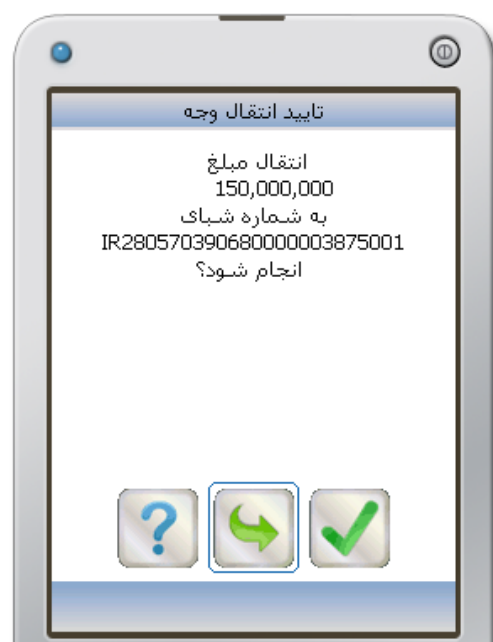 تایید انتقال وجه
انتقال مبلغ
150,000,000
به شماره شبای
IR280570390680000003875001
انجام شود؟